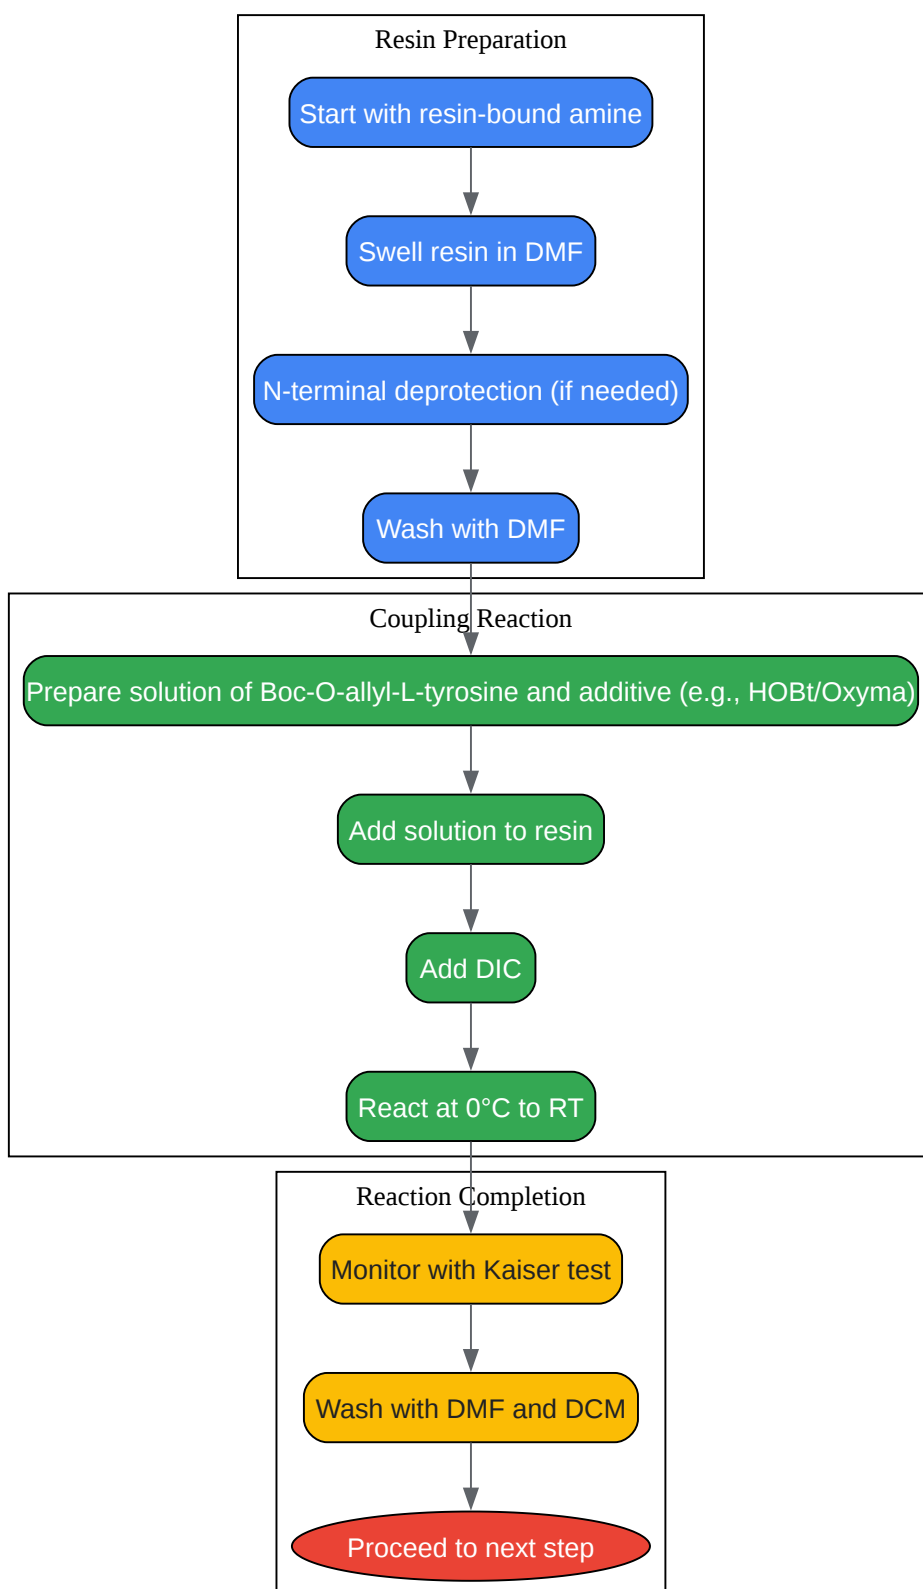 Resin Preparation
Start with resin-bound amine
Swell resin in DMF
N-terminal deprotection (if needed)
Wash with DMF
Coupling Reaction
Prepare solution of Boc-O-allyl-L-tyrosine and additive (e.g., HOBt/Oxyma)
Add solution to resin
Add DIC
React at 0°C to RT
Reaction Completion
Monitor with Kaiser test
Wash with DMF and DCM
Proceed to next step